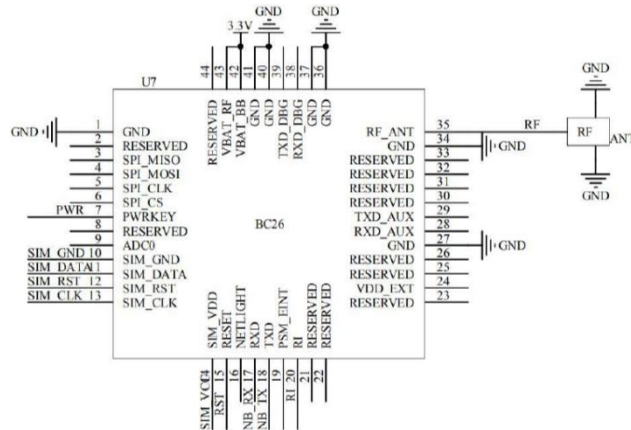 GND
GND
3.3V
44
43
42
41
40
39
38
37
36
U7
RESERVED
VBAT_RF
VBAT_BB
GND
GND
TXD_DBG
RXD_DBG
GND
GND
GND
1 GND
2 RESERVED
3 SPI_MISO
4 SPI_MOSI
5 SPI_CLK
6 SPI_CS
PWR 7 PWRKEY
8 RESERVED
9 ADC0
SIM_GND 10 SIM_GND
SIM_DATA 11 SIM_DATA
SIM_RST 12 SIM_RST
SIM_CLK 13 SIM_CLK
BC26
RF_ANT 35 RF
GND 34 GND
RESERVED 33
RESERVED 32
RESERVED 31
RESERVED 30
TXD_AUX 29
RXD_AUX 28
GND 27 GND
RESERVED 26
RESERVED 25
VDD_EXT 24
RESERVED 23
GND
RF
ANT
GND
SIM_VDD
RESET
NETLIGHT
RXD
TXD
PSM_EINT
RI
RESERVED
RESERVED
SIM_VCC 14
RST 15
16
NB_RX 17
NB_TX 18
19
RI 20
21
22